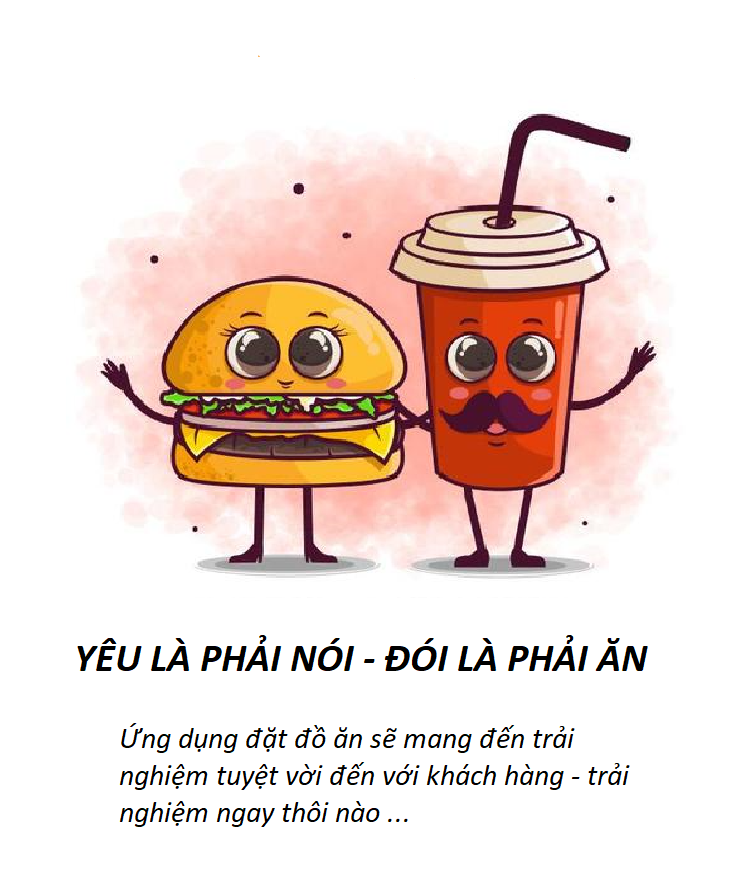 YÊU LÀ PHẢI NÓI - ĐÓI LÀ PHẢI ĂN
Ứng dụng đặt đồ ăn sẽ mang đến trải
nghiệm tuyệt vời đến với khách hàng - trải
nghiệm ngay thôi nào ...